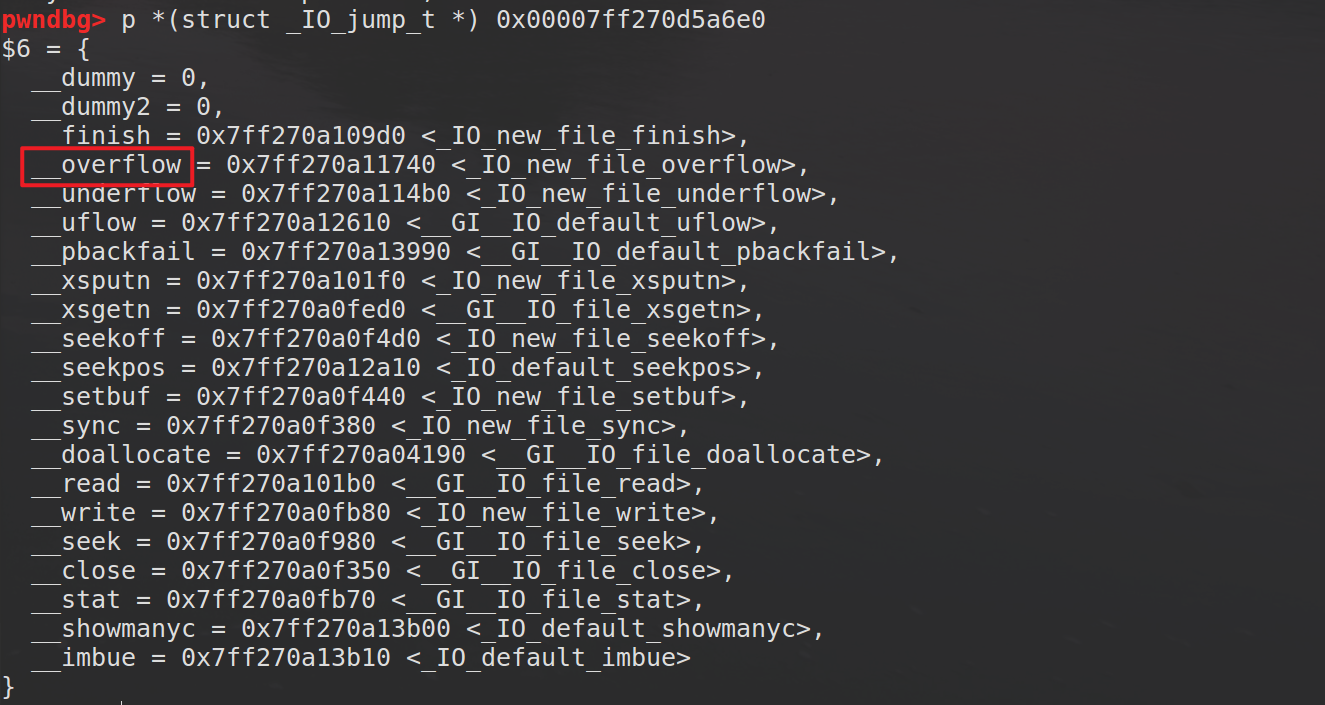 pwndbg> p *(struct _IO_jump_t *) 0x00007ff270d5a6e0
$6 = {
  __dummy = 0,
  __dummy2 = 0,
  __finish = 0x7ff270a109d0 <_IO_new_file_finish>,
  __overflow = 0x7ff270a11740 <_IO_new_file_overflow>,
  __underflow = 0x7ff270a114b0 <_IO_new_file_underflow>,
  __uflow = 0x7ff270a12610 <__GI__IO_default_uflow>,
  __pbackfail = 0x7ff270a13990 <__GI__IO_default_pbackfail>,
  __xsputn = 0x7ff270a101f0 <_IO_new_file_xsputn>,
  __xsgetn = 0x7ff270a0fed0 <__GI__IO_file_xsgetn>,
  __seekoff = 0x7ff270a0f4d0 <_IO_new_file_seekoff>,
  __seekpos = 0x7ff270a12a10 <_IO_default_seekpos>,
  __setbuf = 0x7ff270a0f440 <_IO_new_file_setbuf>,
  __sync = 0x7ff270a0f380 <_IO_new_file_sync>,
  __doallocate = 0x7ff270a04190 <__GI__IO_file_doallocate>,
  __read = 0x7ff270a101b0 <__GI__IO_file_read>,
  __write = 0x7ff270a0fb80 <_IO_new_file_write>,
  __seek = 0x7ff270a0f980 <__GI__IO_file_seek>,
  __close = 0x7ff270a0f350 <__GI__IO_file_close>,
  __stat = 0x7ff270a0fb70 <__GI__IO_file_stat>,
  __showmanyc = 0x7ff270a13b00 <_IO_default_showmanyc>,
  __imbue = 0x7ff270a13b10 <_IO_default_imbue>
}